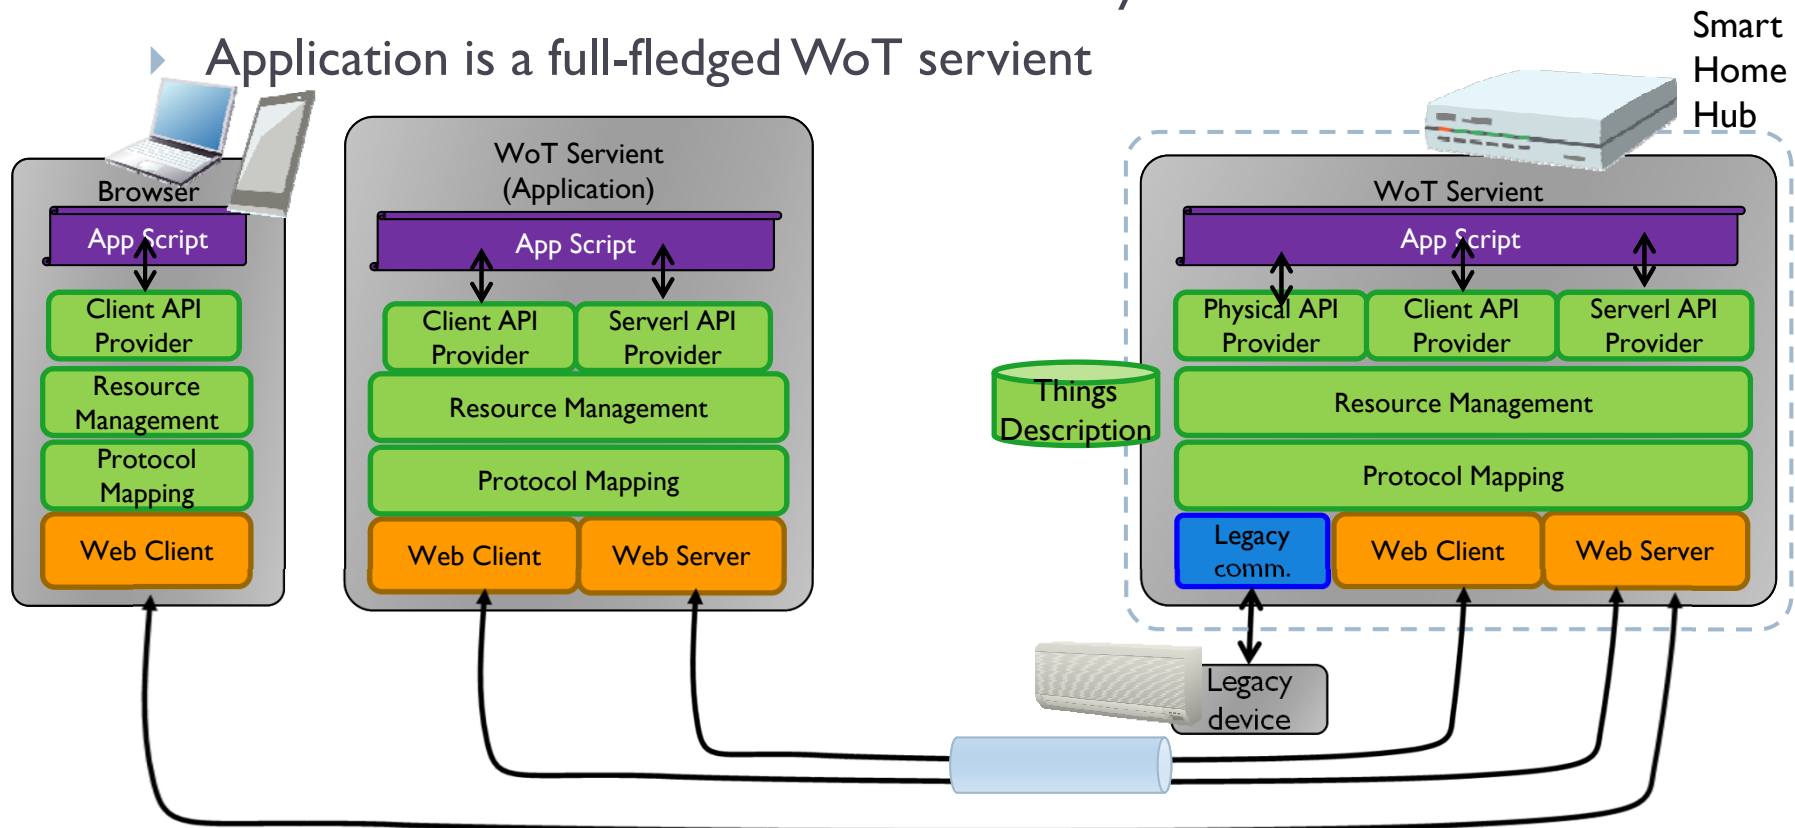 Application is a full-fledged WoT servient
Smart
Home
Hub
Browser
App Script
Client API
Provider
Resource
Management
Protocol
Mapping
Web Client
WoT Servient
(Application)
App Script
Client API
Provider
Serverl API
Provider
Resource Management
Protocol Mapping
Web Client
Web Server
Things
Description
WoT Servient
App Script
Physical API
Provider
Client API
Provider
Serverl API
Provider
Resource Management
Protocol Mapping
Legacy
comm.
Web Client
Web Server
Legacy
device